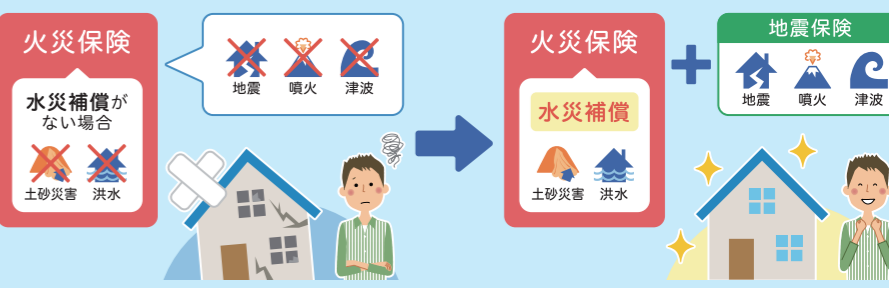 火災保険
水災補償が
ない場合
土砂災害
洪水
地震
噴火
津波
火災保険
水災補償
土砂災害
洪水
地震保険
地震
噴火
津波